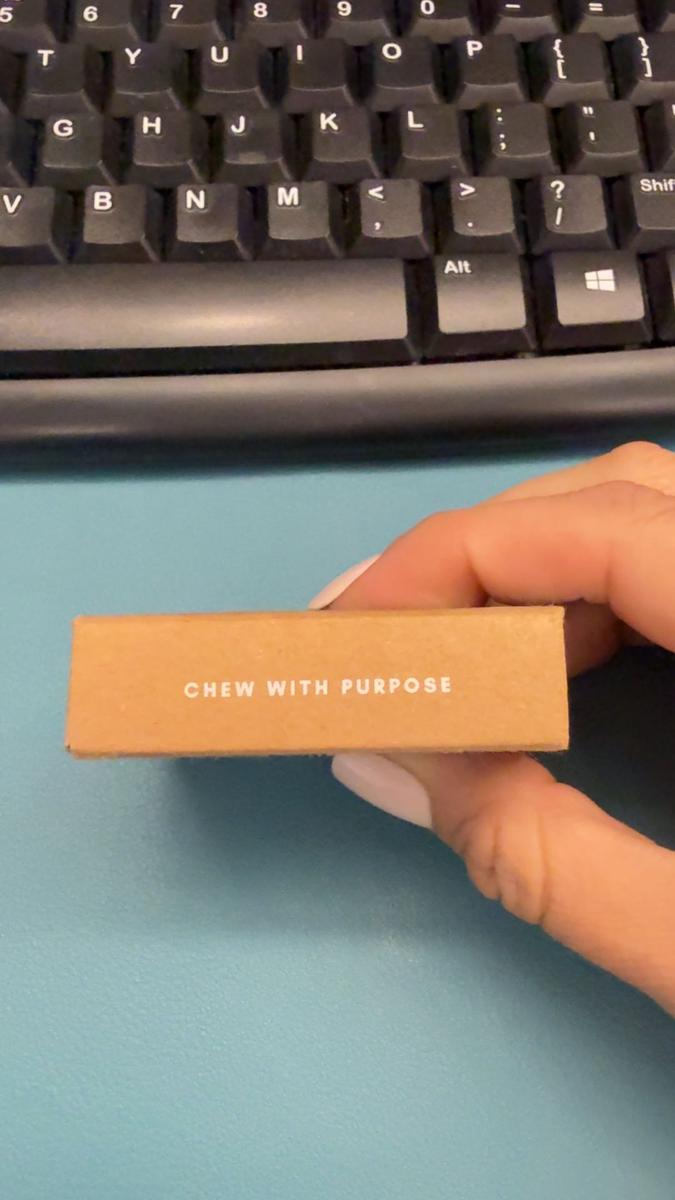 5 6 7 8 9 0 - =
T Y U I O P { [ } ]
G H J K L : ; " '
V B N M < , > . ? / Shif
Alt
CHEW WITH PURPOSE